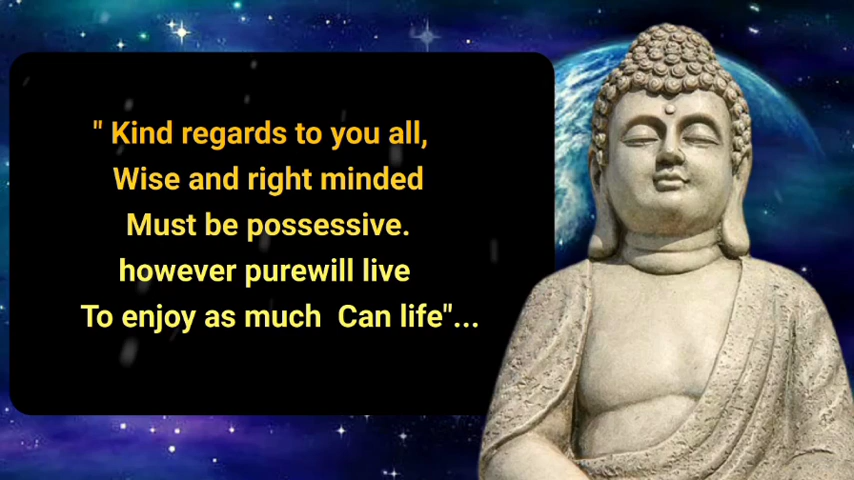 " Kind regards to you all,
Wise and right minded
Must be possessive.
however purewill live
To enjoy as much  Can life"...